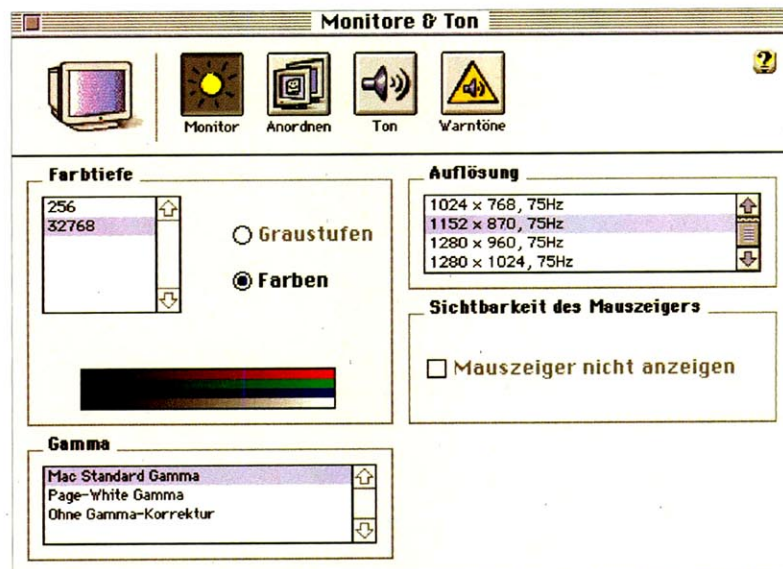 Monitore & Ton
?
Monitor
Anordnen
Ton
Warntöne
Farbtiefe
256
32768
Graustufen
Farben
Auflösung
1024 x 768, 75Hz
1152 x 870, 75Hz
1280 x 960, 75Hz
1280 x 1024, 75Hz
Sichtbarkeit des Mauszeigers
Mauszeiger nicht anzeigen
Gamma
Mac Standard Gamma
Page-White Gamma
Ohne Gamma-Korrektur